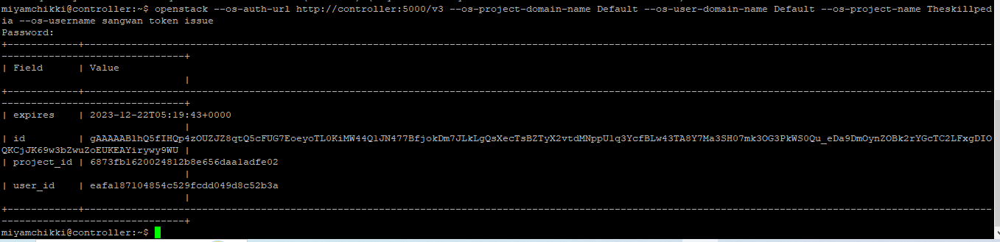 miyamchikki@controller:~$ openstack --os-auth-url http://controller:5000/v3 --os-project-domain-name Default --os-user-domain-name Default --os-project-name Theskillped
ia --os-username sangwan token issue
Password:
+------------+----------------------------------------------------------------------------------------------------------------------------------------------------------
-------------------------------+
| Field      | Value
                               |
+------------+----------------------------------------------------------------------------------------------------------------------------------------------------------
-------------------------------+
| expires    | 2023-12-22T05:19:43+0000
                               |
| id         | gAAAAABlhQ5fIHQp4zOUZJZ8qtQ5cFUG7EoeyoTL0KiMW44QlJN477BfjokDm7JLkLgQsXecTsBZTyX2vtdMNppUlq3YcfBLw43TA8Y7Ma3SH07mk3OG3PkWS0Qu_eDa9DmOynZOBk2rYGcTC2LFxgDIO
QKCjJK69w3bZwuZoEUKEAYirywy9WU |
| project_id | 6873fb1620024812b8e656daa1adfe02
                               |
| user_id    | eafa187104854c529fcdd049d8c52b3a
                               |
+------------+----------------------------------------------------------------------------------------------------------------------------------------------------------
-------------------------------+
miyamchikki@controller:~$